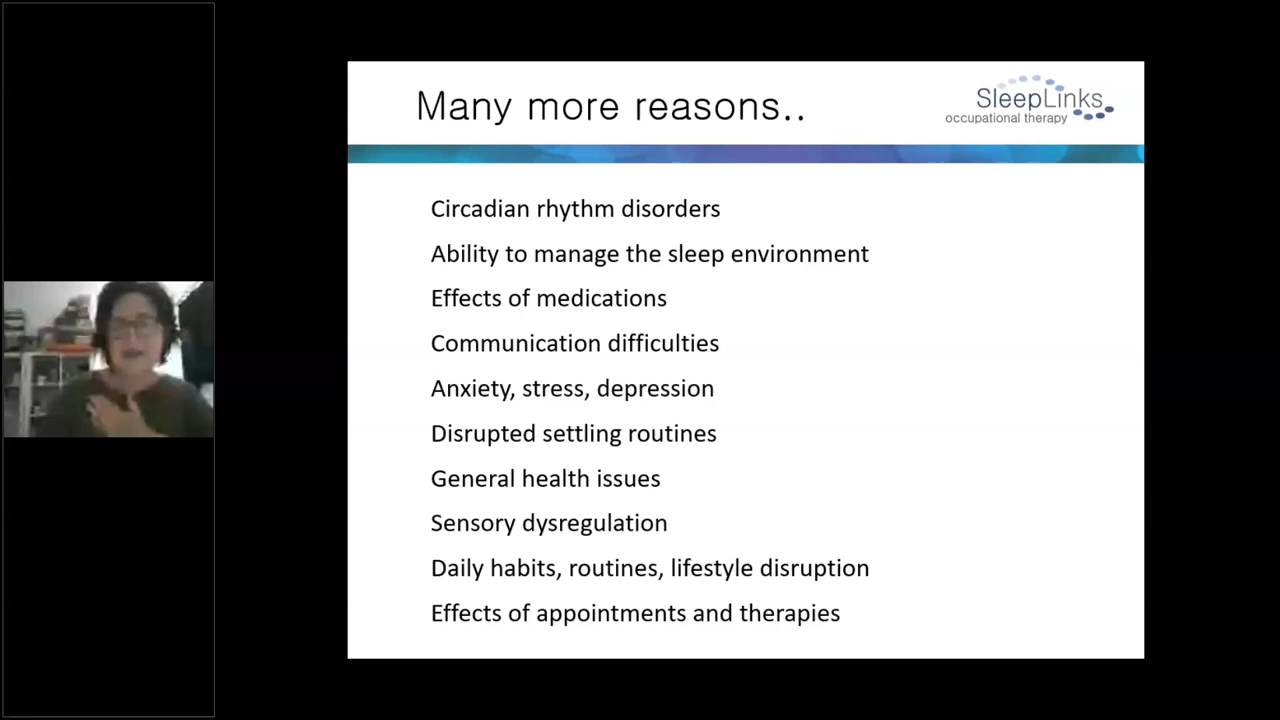 Many more reasons..
SleepLinks
occupational therapy
Circadian rhythm disorders
Ability to manage the sleep environment
Effects of medications
Communication difficulties
Anxiety, stress, depression
Disrupted settling routines
General health issues
Sensory dysregulation
Daily habits, routines, lifestyle disruption
Effects of appointments and therapies